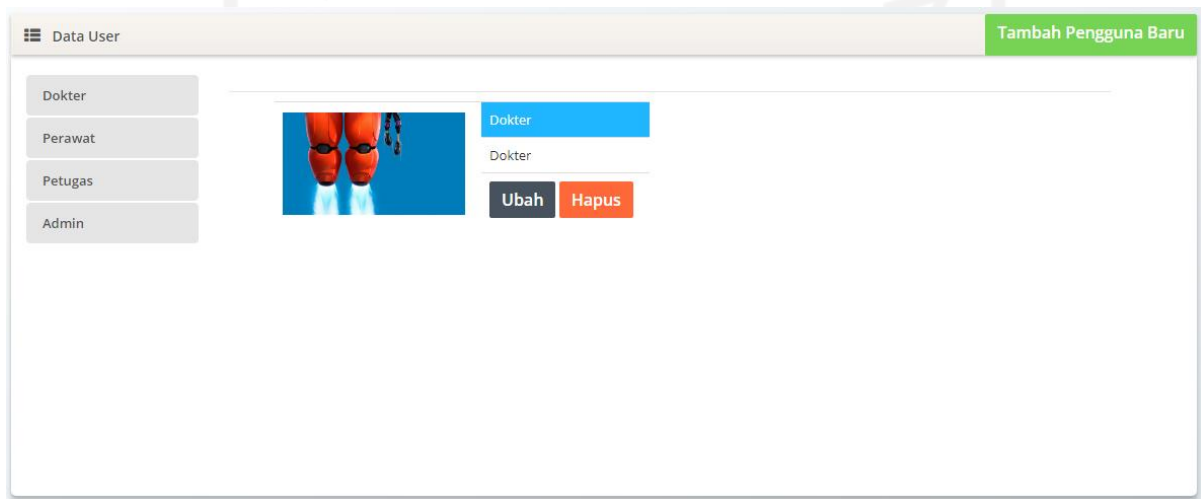 Data User
Tambah Pengguna Baru
Dokter
Perawat
Petugas
Admin
Dokter
Dokter
Ubah
Hapus